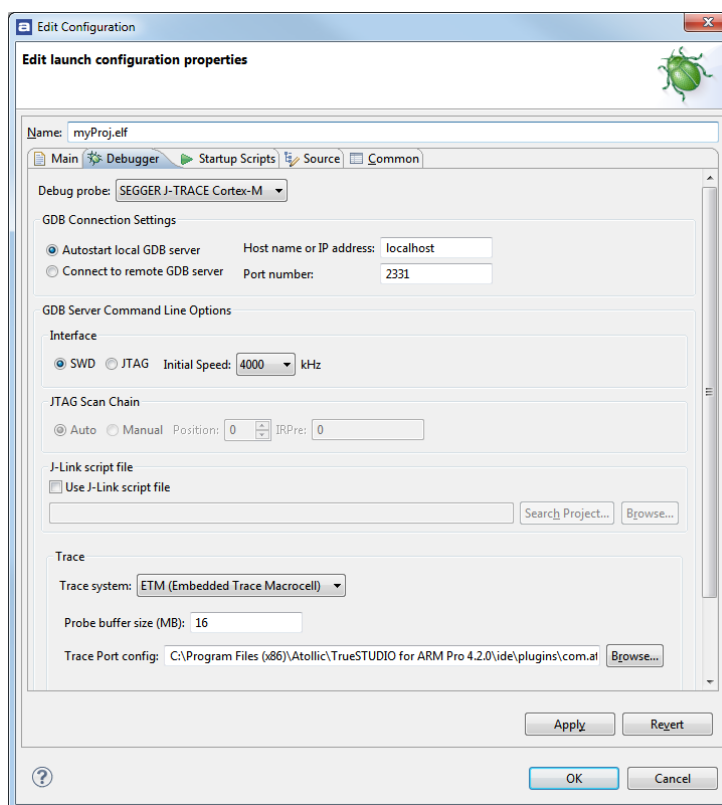 Edit Configuration
Edit launch configuration properties
Name: myProj.elf
Main Debugger Startup Scripts Source Common
Debug probe: SEGGER J-TRACE Cortex-M
GDB Connection Settings
Autostart local GDB server Host name or IP address: localhost
Connect to remote GDB server Port number: 2331
GDB Server Command Line Options
Interface
SWD JTAG Initial Speed: 4000 kHz
JTAG Scan Chain
Auto Manual Position: 0 IRPre: 0
J-Link script file
Use J-Link script file
Search Project... Browse...
Trace
Trace system: ETM (Embedded Trace Macrocell)
Probe buffer size (MB): 16
Trace Port config: C:\Program Files (x86)\Atollic\TrueSTUDIO for ARM Pro 4.2.0\ide\plugins\com.at Browse...
Apply Revert
? OK Cancel